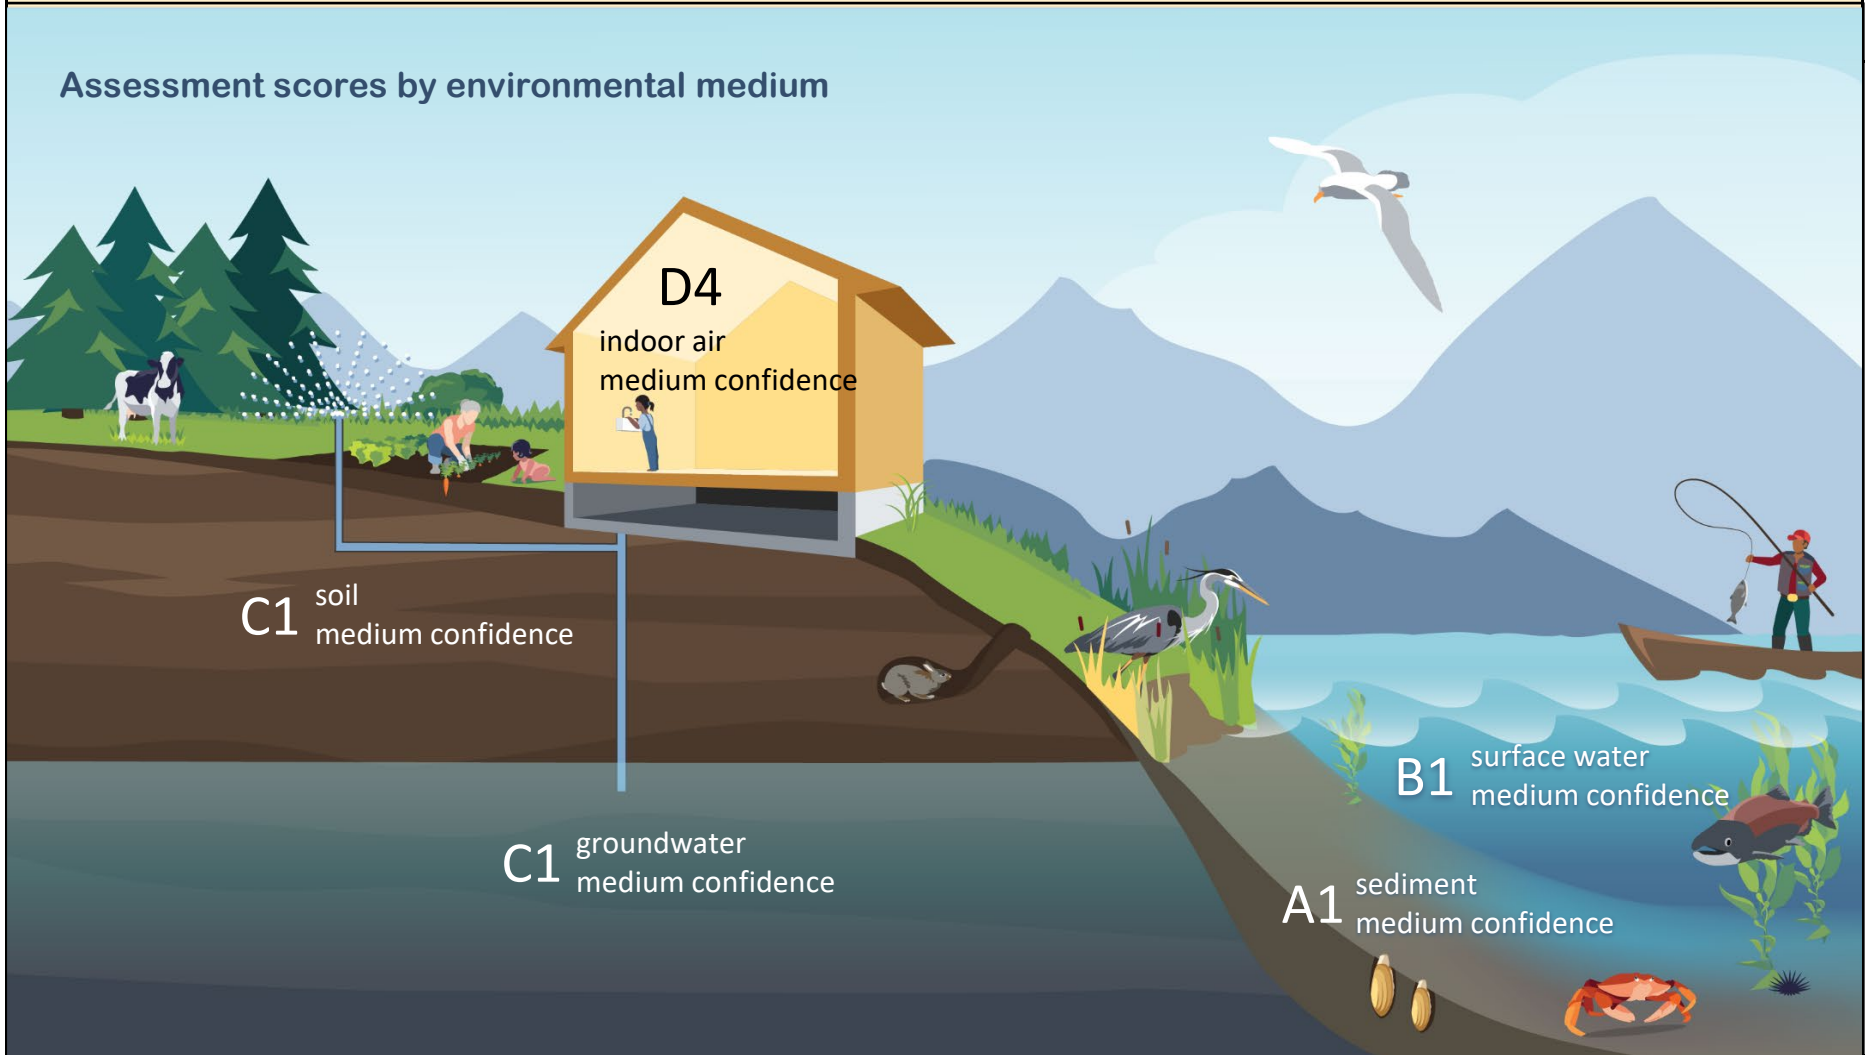 Assessment scores by environmental medium
D4
indoor air
medium confidence
C1
soil
medium confidence
C1
groundwater
medium confidence
B1
surface water
medium confidence
A1
sediment
medium confidence